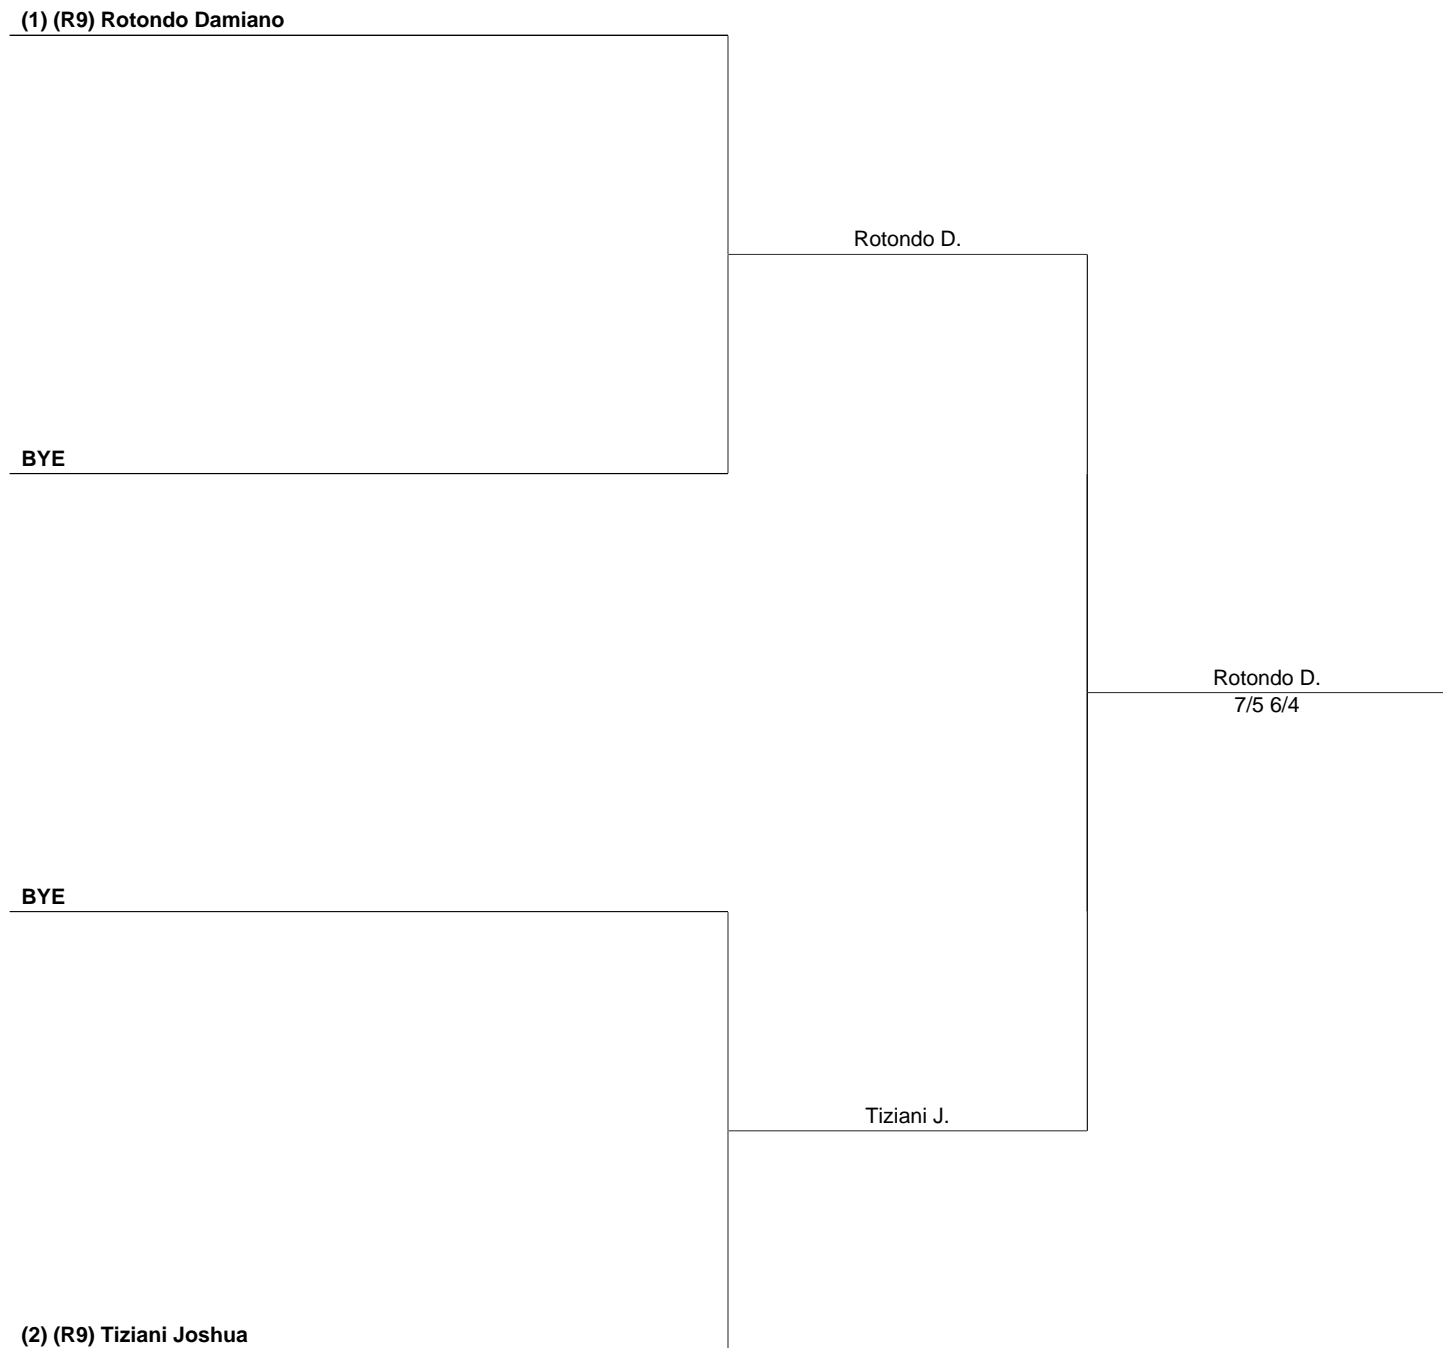 (1) (R9) Rotondo Damiano
Rotondo D.
BYE
Rotondo D.
7/5 6/4
BYE
Tiziani J.
(2) (R9) Tiziani Joshua